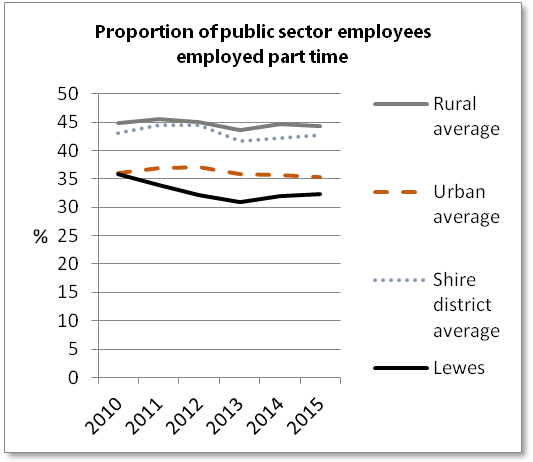 Proportion of public sector employees
employed part time
50
45
40
35
30
25
20
15
10
5
0
%
2010
2011
2012
2013
2014
2015
Rural
average
Urban
average
Shire
district
average
Lewes